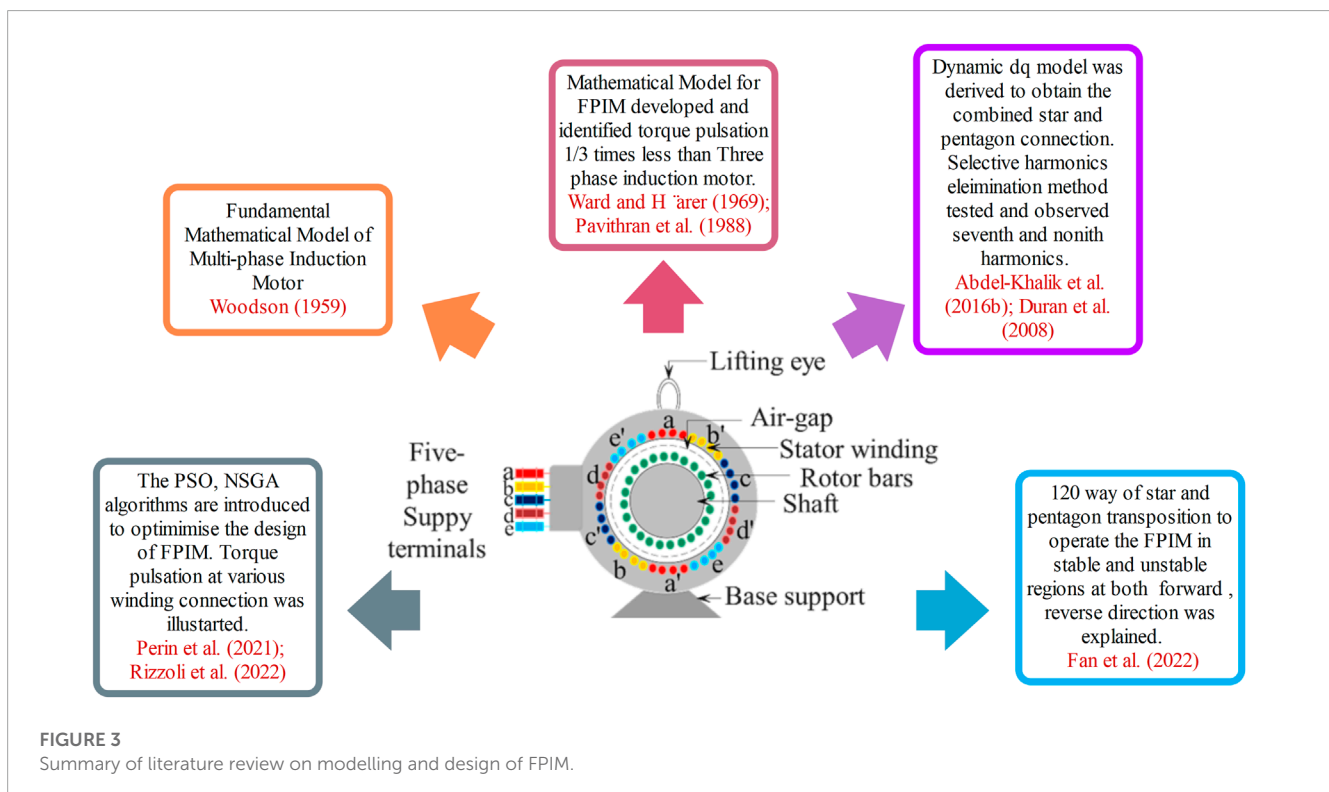 Fundamental
Mathematical Model of
Multi-phase Induction
Motor
Woodson (1959)
Mathematical Model for
FPIM developed and
identified torque pulsation
1/3 times less than Three
phase induction motor.
Ward and H ̈arer (1969);
Pavithran et al. (1988)
Dynamic dq model was
derived to obtain the
combined star and
pentagon connection.
Selective harmonics
eleimination method
tested and observed
seventh and nonith
harmonics.
Abdel-Khalik et al.
(2016b); Duran et al.
(2008)
The PSO, NSGA
algorithms are introduced
to optimimise the design
of FPIM. Torque
pulsation at various
winding connection was
illustarted.
Perin et al. (2021);
Rizzoli et al. (2022)
Five-
phase
Suppy
terminals
a
b
c
d
e
Lifting eye
Air-gap
Stator winding
Rotor bars
Shaft
Base support
a
b'
c
d'
e
a'
b
c'
d
e'
120 way of star and
pentagon transposition to
operate the FPIM in
stable and unstable
regions at both forward ,
reverse direction was
explained.
Fan et al. (2022)
FIGURE 3
Summary of literature review on modelling and design of FPIM.